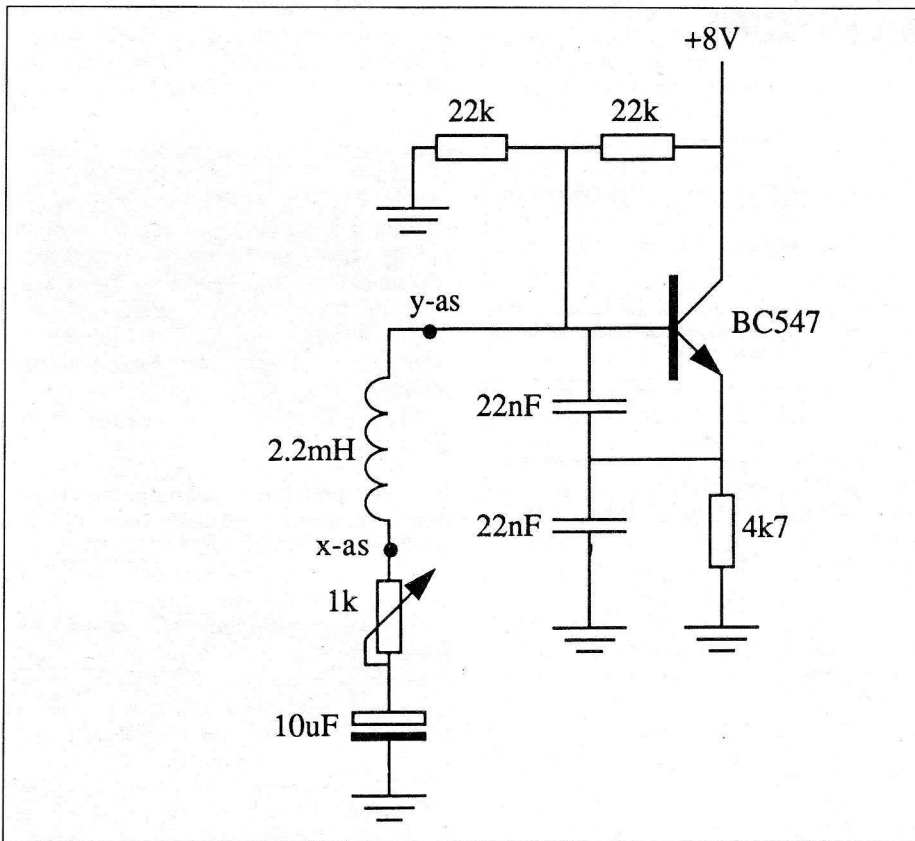 +8V
22k
22k
y-as
BC547
22nF
2.2mH
22nF
4k7
x-as
1k
10uF